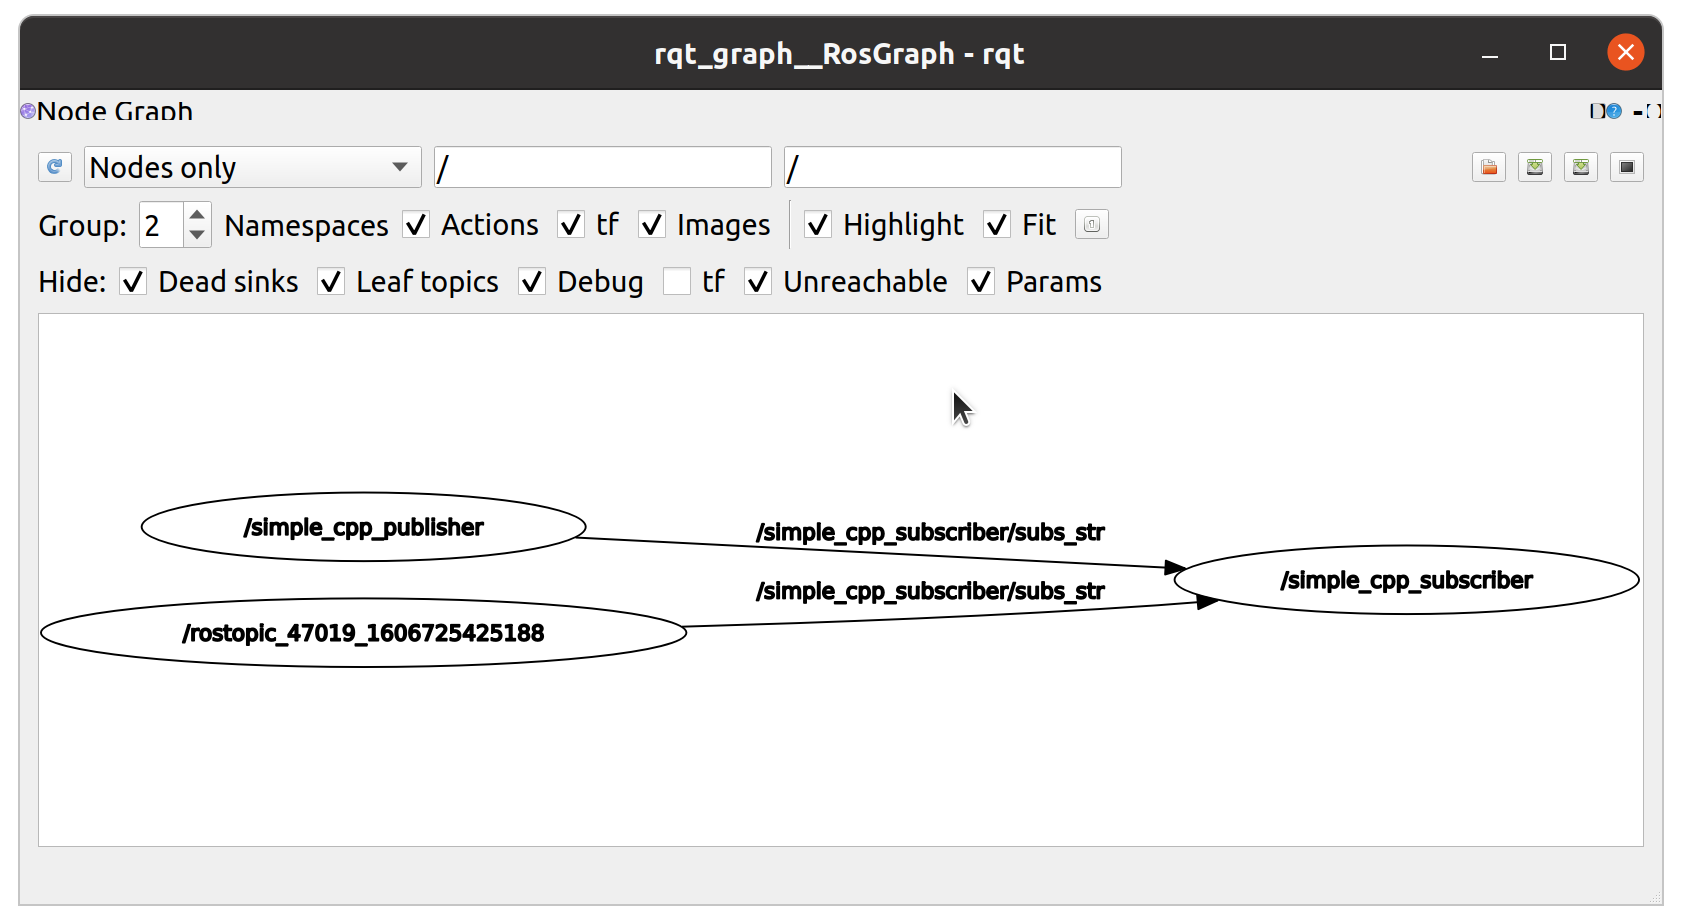 rqt_graph__RosGraph - rqt
Node Graph
Nodes only / /
Group: 2 Namespaces Actions tf Images Highlight Fit
Hide: Dead sinks Leaf topics Debug tf Unreachable Params
/simple_cpp_publisher
/simple_cpp_subscriber/subs_str
/simple_cpp_subscriber/subs_str
/simple_cpp_subscriber
/rostopic_47019_1606725425188